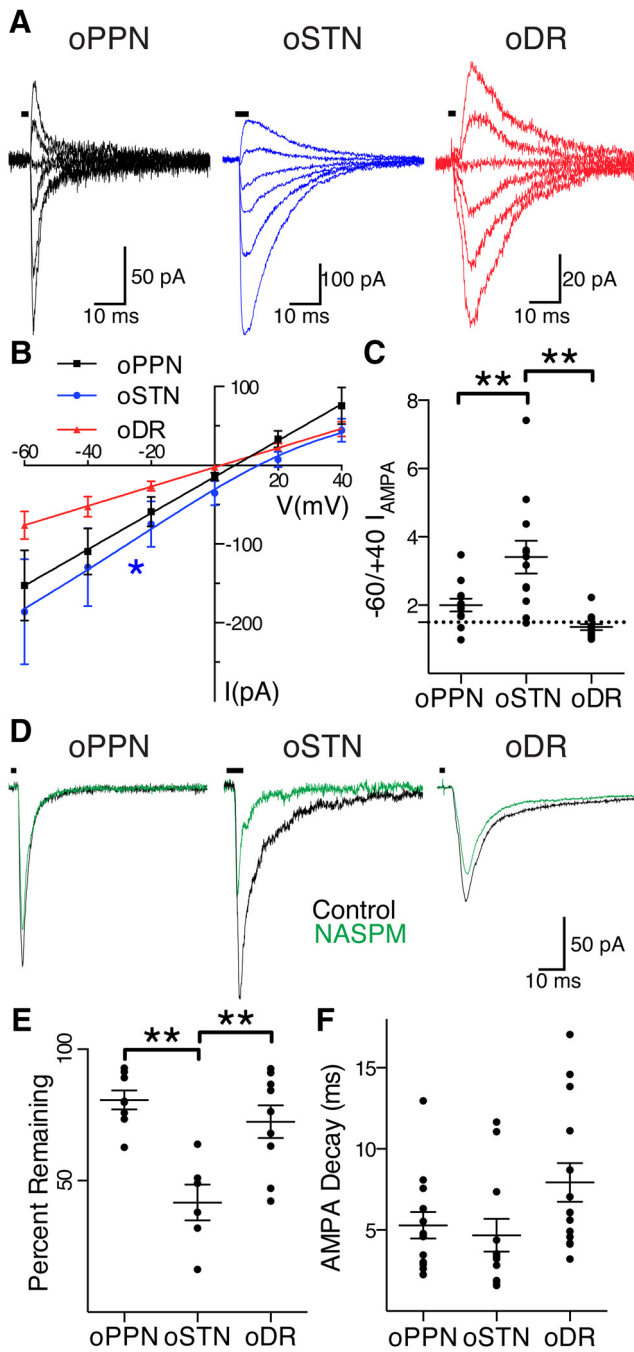 A
oPPN oSTN oDR
50 pA 100 pA 20 pA
10 ms 10 ms 10 ms
B
oPPN
oSTN
oDR
100
-60 -40 -20 20 40
V(mV)
*
-100
-200
I(pA)
C
** **
8
6
4
2
-60/+40 I AMPA
oPPN oSTN oDR
D
oPPN oSTN oDR
Control
NASPM
50 pA
10 ms
E
** **
100
50
Percent Remaining
oPPN oSTN oDR
F
15
10
5
AMPA Decay (ms)
oPPN oSTN oDR